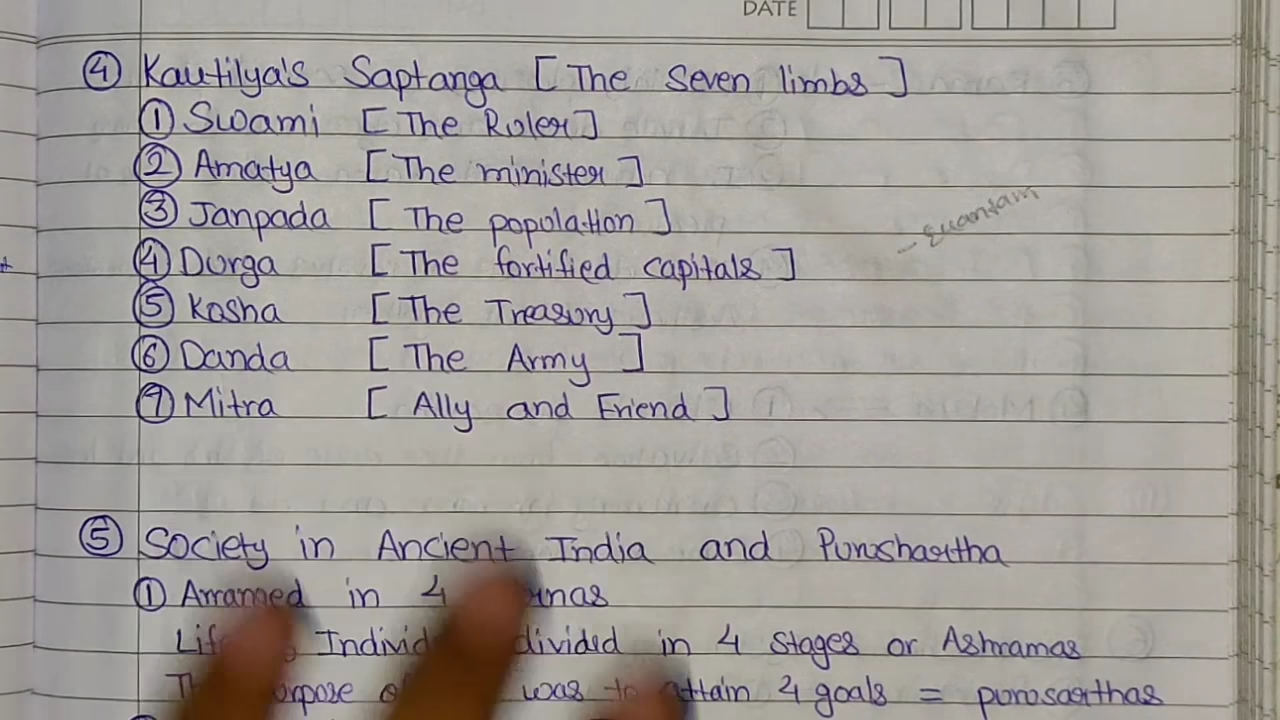 DATE
④ Kautilya's Saptanga [ The Seven limbs ]
① Swami [ The Ruler ]
② Amatya [ The minister ]
③ Janpada [ The population ]
④ Durga [ The fortified capitals ]
⑤ Kosha [ The Treasury ]
⑥ Danda [ The Army ]
⑦ Mitra [ Ally and Friend ]
⑤ Society in Ancient India and Purushartha
① Arranged in 4
Individ divided in 4 stages or Ashramas
was to attain 4 goals = purusarthas